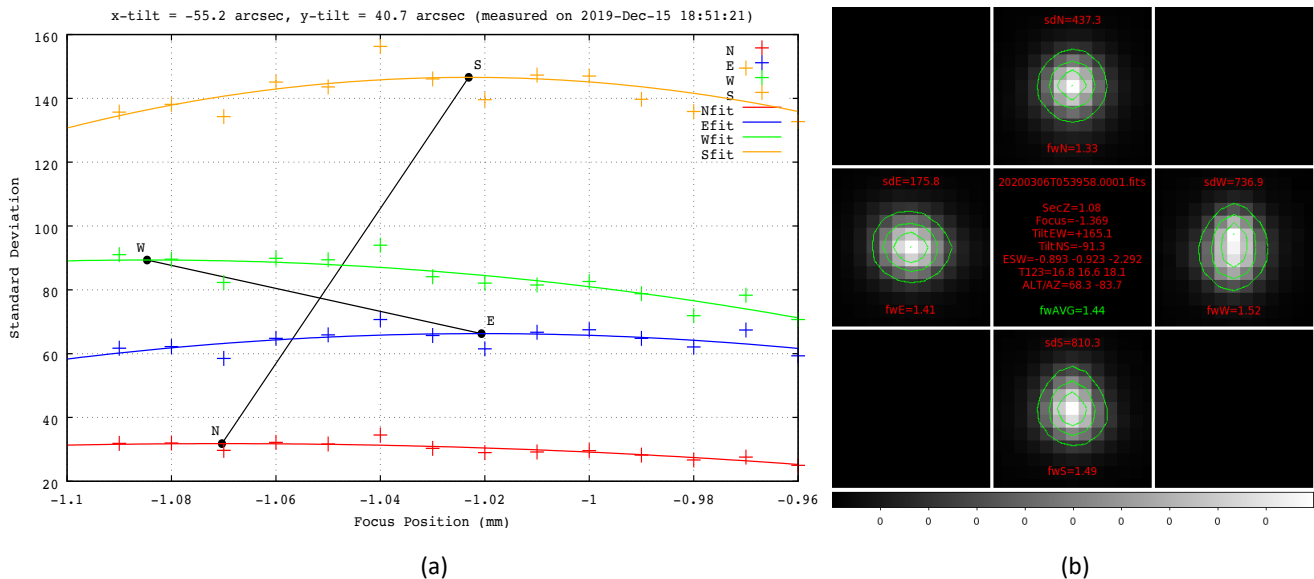 x-tilt = -55.2 arcsec, y-tilt = 40.7 arcsec (measured on 2019-Dec-15 18:51:21)
160
140
120
100
80
60
40
20
Standard Deviation
-1.1
-1.08
-1.06
-1.04
-1.02
-1
-0.98
-0.96
Focus Position (mm)
N
E
W
S
Nfit
Efit
Wfit
Sfit
S
W
E
N
(a)
sdN=437.3
fwN=1.33
sdE=175.8
fwE=1.41
20200306T053958.0001.fits
SecZ=1.08
Focus=-1.369
TiltEW=+165.1
TiltNS=-91.3
ESW=-0.893 -0.923 -2.292
T123=16.8 16.6 18.1
ALT/AZ=68.3 -83.7
fwAVG=1.44
sdW=736.9
fwW=1.52
sdS=810.3
fwS=1.49
0 0 0 0 0 0 0 0 0
(b)